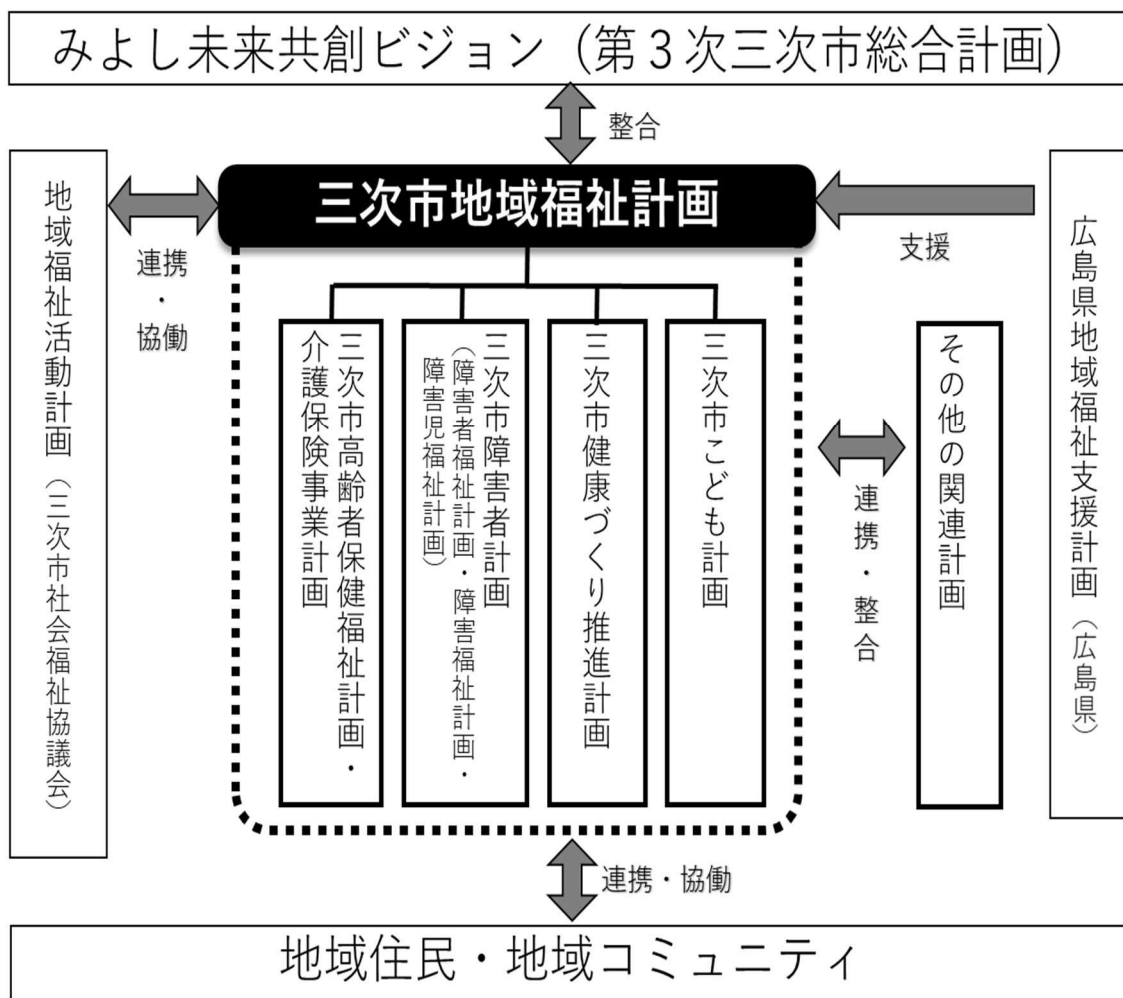 みよし未来共創ビジョン（第３次三次市総合計画）
整合
地域福祉活動計画（三次市社会福祉協議会）
連携
・
協働
三次市地域福祉計画
支援
広島県地域福祉支援計画（広島県）
三次市高齢者保健福祉計画・
介護保険事業計画
三次市障害者計画
（障害者福祉計画・障害福祉計画・
障害児福祉計画）
三次市健康づくり推進計画
三次市こども計画
連携・整合
その他の関連計画
連携・協働
地域住民・地域コミュニティ